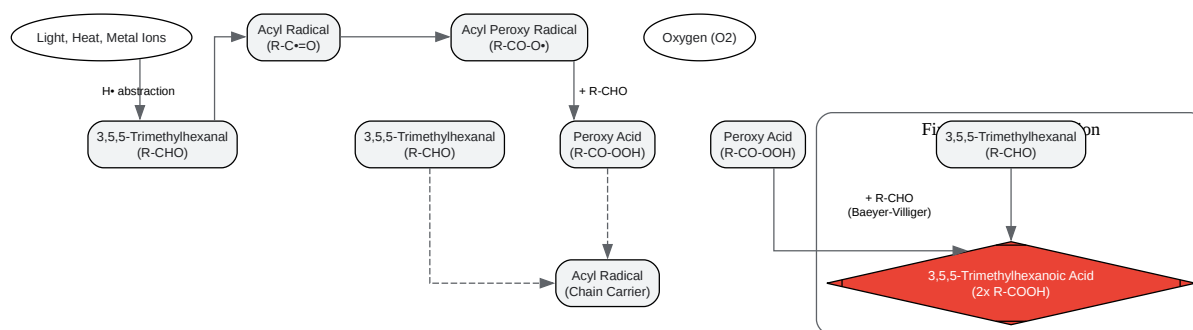 Light, Heat, Metal Ions
Acyl Radical
(R-C•=O)
Acyl Peroxy Radical
(R-CO-O•)
Oxygen (O2)
H• abstraction
+ R-CHO
3,5,5-Trimethylhexanal
(R-CHO)
3,5,5-Trimethylhexanal
(R-CHO)
Peroxy Acid
(R-CO-OOH)
Peroxy Acid
(R-CO-OOH)
3,5,5-Trimethylhexanal
(R-CHO)
+ R-CHO
(Baeyer-Villiger)
Acyl Radical
(Chain Carrier)
3,5,5-Trimethylhexanoic Acid
(2x R-COOH)